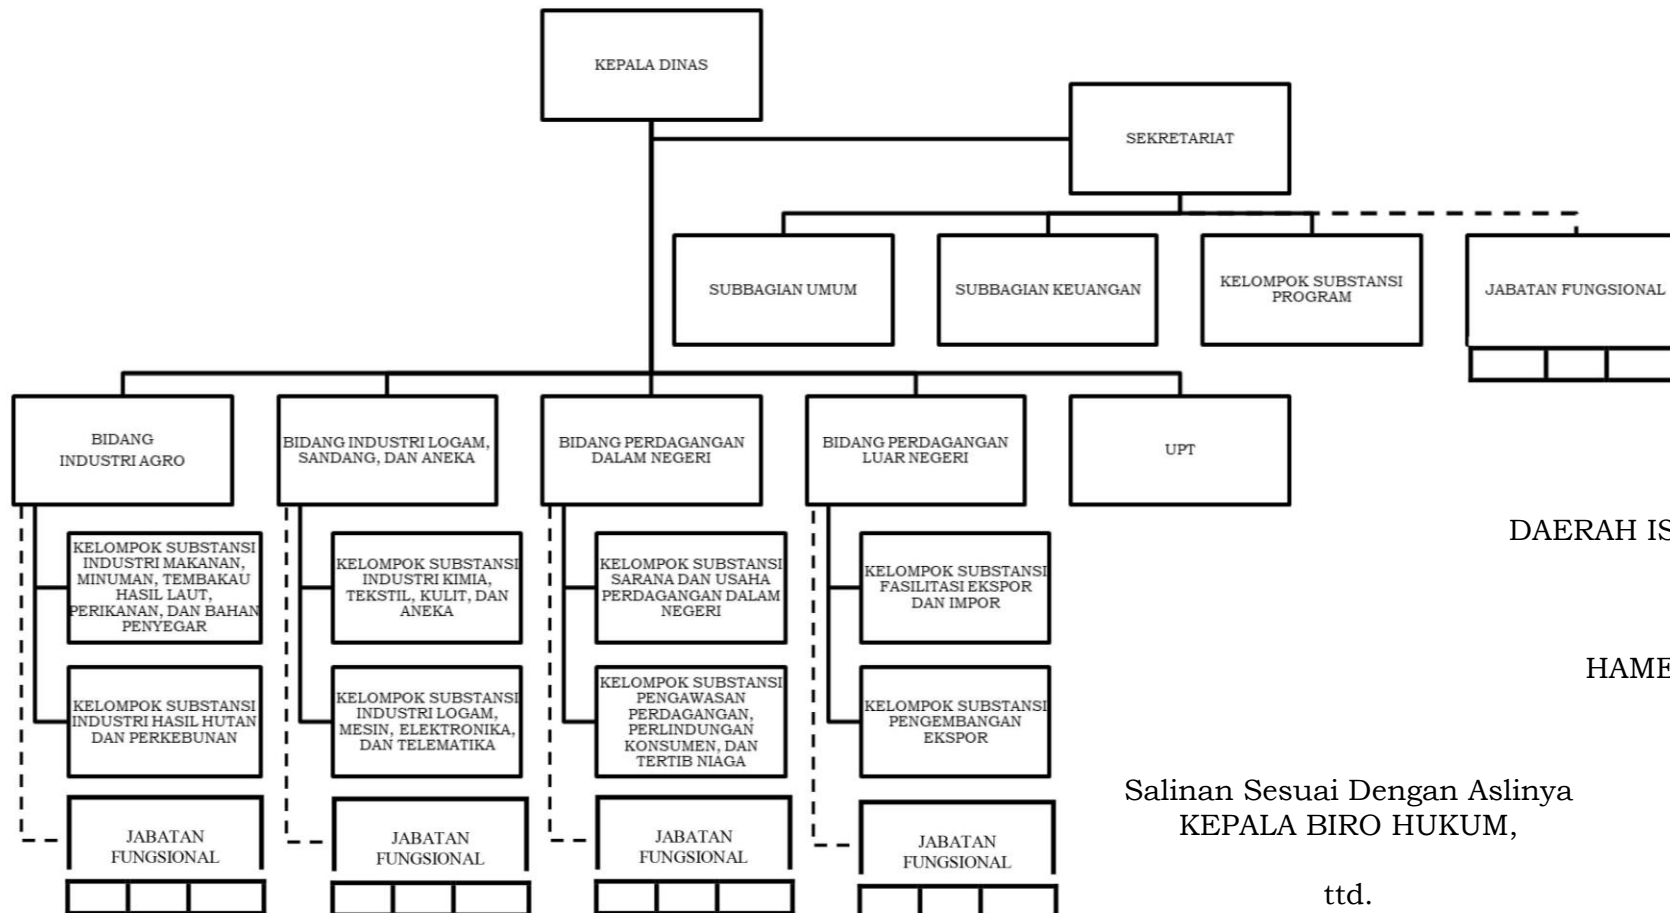 KEPALA DINAS
SEKRETARIAT
SUBBAGIAN UMUM
SUBBAGIAN KEUANGAN
KELOMPOK SUBSTANSI
PROGRAM
JABATAN FUNGSIONAL
BIDANG
INDUSTRI AGRO
BIDANG INDUSTRI LOGAM,
SANDANG, DAN ANEKA
BIDANG PERDAGANGAN
DALAM NEGERI
BIDANG PERDAGANGAN
LUAR NEGERI
UPT
KELOMPOK SUBSTANSI
INDUSTRI MAKANAN,
MINUMAN, TEMBAKAU
HASIL LAUT,
PERIKANAN, DAN BAHAN
PENYEGAR
KELOMPOK SUBSTANSI
INDUSTRI KIMIA,
TEKSTIL, KULIT, DAN
ANEKA
KELOMPOK SUBSTANSI
SARANA DAN USAHA
PERDAGANGAN DALAM
NEGERI
KELOMPOK SUBSTANSI
FASILITASI EKSPOR
DAN IMPOR
KELOMPOK SUBSTANSI
INDUSTRI HASIL HUTAN
DAN PERKEBUNAN
KELOMPOK SUBSTANSI
INDUSTRI LOGAM,
MESIN, ELEKTRONIKA,
DAN TELEMATIKA
KELOMPOK SUBSTANSI
PENGAWASAN
PERDAGANGAN,
PERLINDUNGAN
KONSUMEN, DAN
TERTIB NIAGA
KELOMPOK SUBSTANSI
PENGEMBANGAN
EKSPOR
JABATAN
FUNGSIONAL
JABATAN
FUNGSIONAL
JABATAN
FUNGSIONAL
JABATAN
FUNGSIONAL
DAERAH IS
HAME
Salinan Sesuai Dengan Aslinya
KEPALA BIRO HUKUM,
ttd.